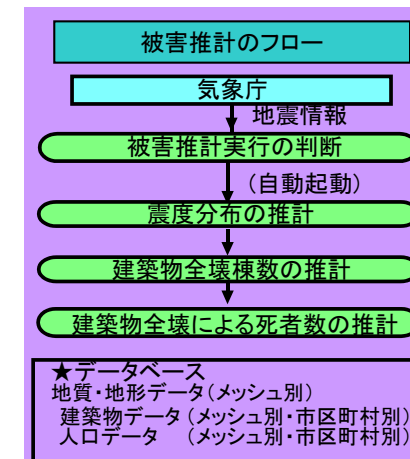 被害推計のフロー
気象庁
地震情報
被害推計実行の判断
（自動起動）
震度分布の推計
建築物全壊棟数の推計
建築物全壊による死者数の推計
★データベース
地質・地形データ（メッシュ別）
建築物データ（メッシュ別・市区町村別）
人口データ　（メッシュ別・市区町村別）